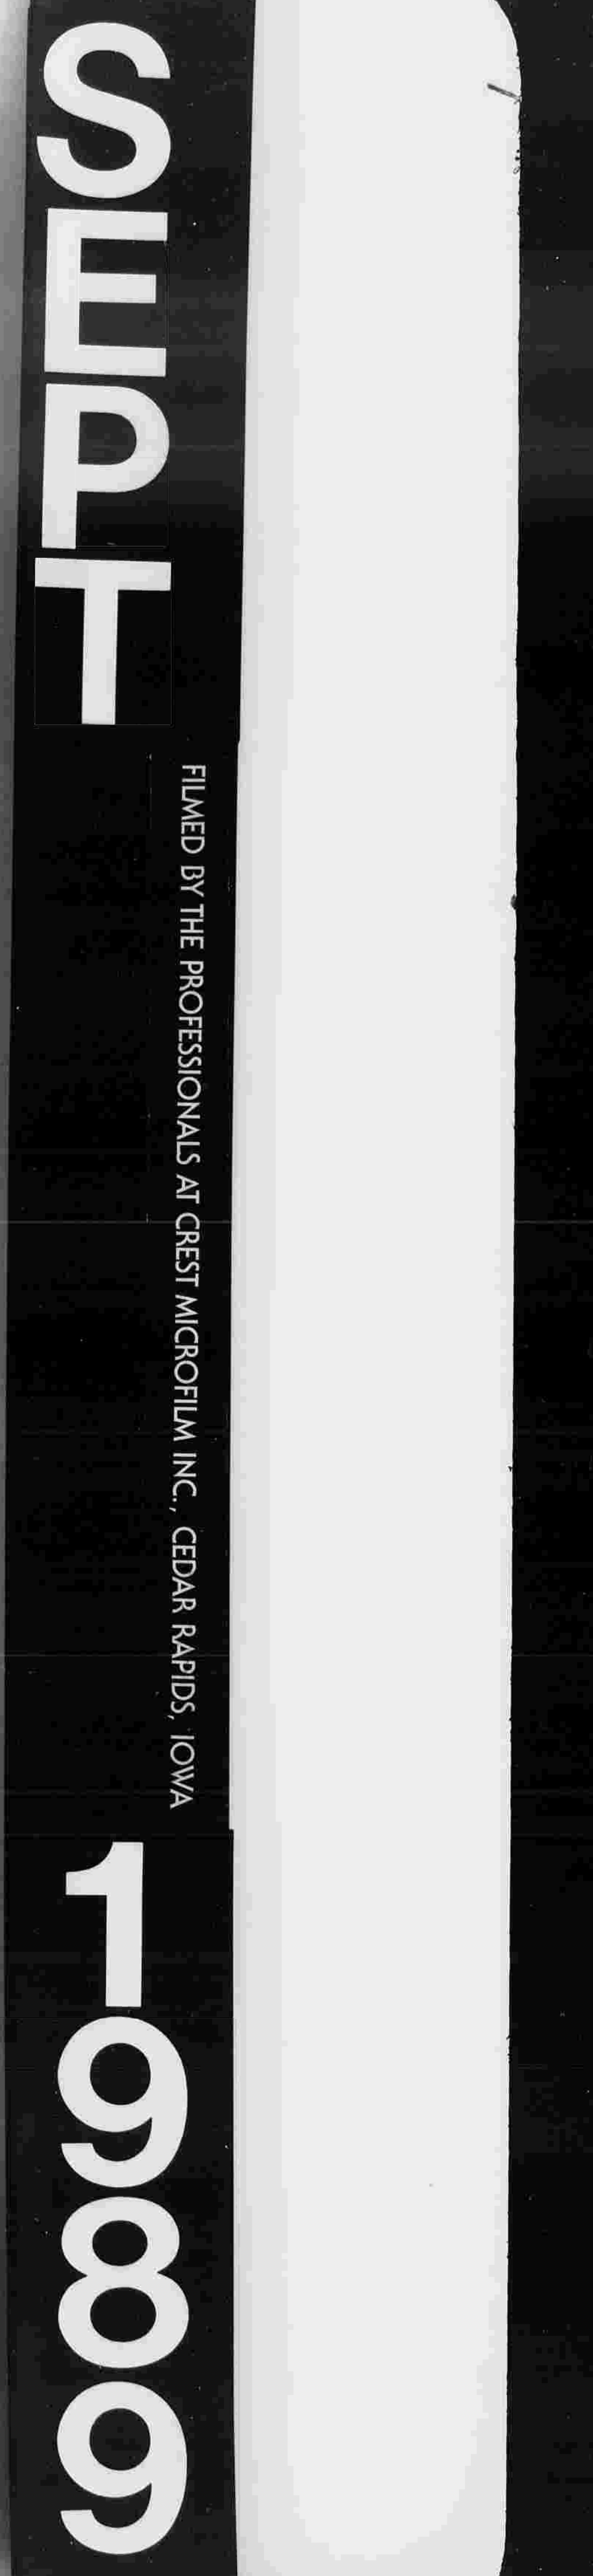 SEPT
FILMED BY THE PROFESSIONALS AT CREST MICROFILM INC., CEDAR RAPIDS, IOWA
1989